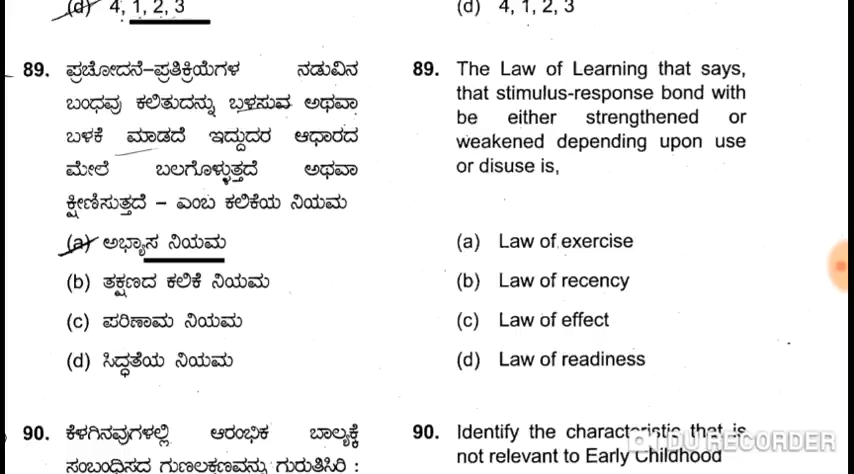 (d) 4, 1, 2, 3
89. ಪ್ರಚೋದನೆ–ಪ್ರತಿಕ್ರಿಯೆಗಳ ನಡುವಿನ
ಬಂಧವು ಕಲಿತುದನ್ನು ಬಳಸುವ ಅಥವಾ
ಬಳಕೆ ಮಾಡದೆ ಇದ್ದುದರ ಆಧಾರದ
ಮೇಲೆ ಬಲಗೊಳ್ಳುತ್ತದೆ ಅಥವಾ
ಕ್ಷೀಣಿಸುತ್ತದೆ – ಎಂಬ ಕಲಿಕೆಯ ನಿಯಮ
(a) ಅಭ್ಯಾಸ ನಿಯಮ
(b) ತಕ್ಷಣದ ಕಲಿಕೆ ನಿಯಮ
(c) ಪರಿಣಾಮ ನಿಯಮ
(d) ಸಿದ್ಧತೆಯ ನಿಯಮ
90. ಕೆಳಗಿನವುಗಳಲ್ಲಿ ಆರಂಭಿಕ ಬಾಲ್ಯಕ್ಕೆ
ಸಂಬಂಧಿಸದ ಗುಣಲಕ್ಷಣವನ್ನು ಗುರುತಿಸಿರಿ :
(d) 4, 1, 2, 3
89. The Law of Learning that says,
that stimulus-response bond with
be either strengthened or
weakened depending upon use
or disuse is,
(a) Law of exercise
(b) Law of recency
(c) Law of effect
(d) Law of readiness
90. Identify the characteristic that is
not relevant to Early Childhood
DU RECORDER